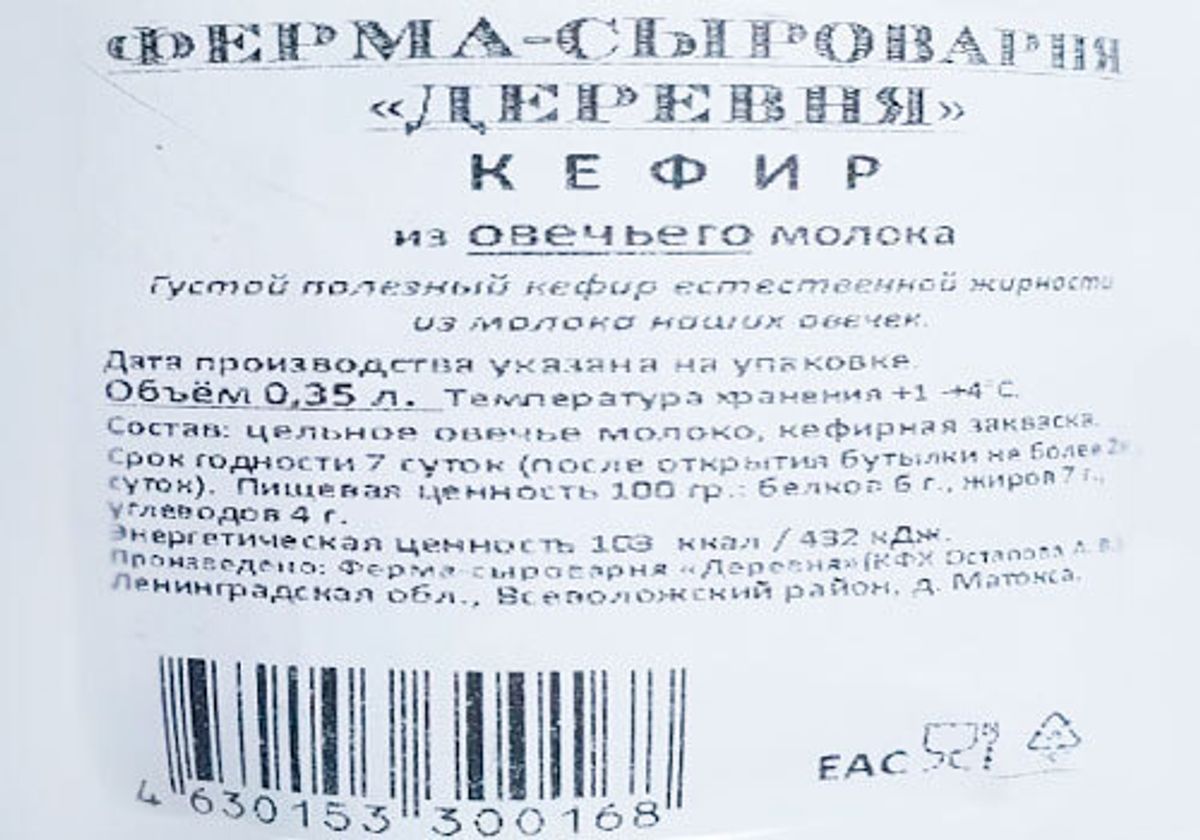 ФЕРМА-СЫРОВАРНЯ
«ДЕРЕВНЯ»
КЕФИР
из овечьего молока
Густой полезный кефир естественной жирности
из молока наших овечек.
Дата производства указана на упаковке.
Объём 0,35 л. Температура хранения +1 -+4°C.
Состав: цельное овечье молоко, кефирная закваска.
Срок годности 7 суток (после открытия бутылки не более 2х
суток). Пищевая ценность 100 гр.: белков 6 г., жиров 7 г.,
углеводов 4 г.
Энергетическая ценность 103 ккал / 432 кДж.
Произведено: Ферма-сыроварня «Деревня» (КФХ Остапова А. В.)
Ленинградская обл., Всеволожский район, д. Матокса.
4 630153 300168
EAC